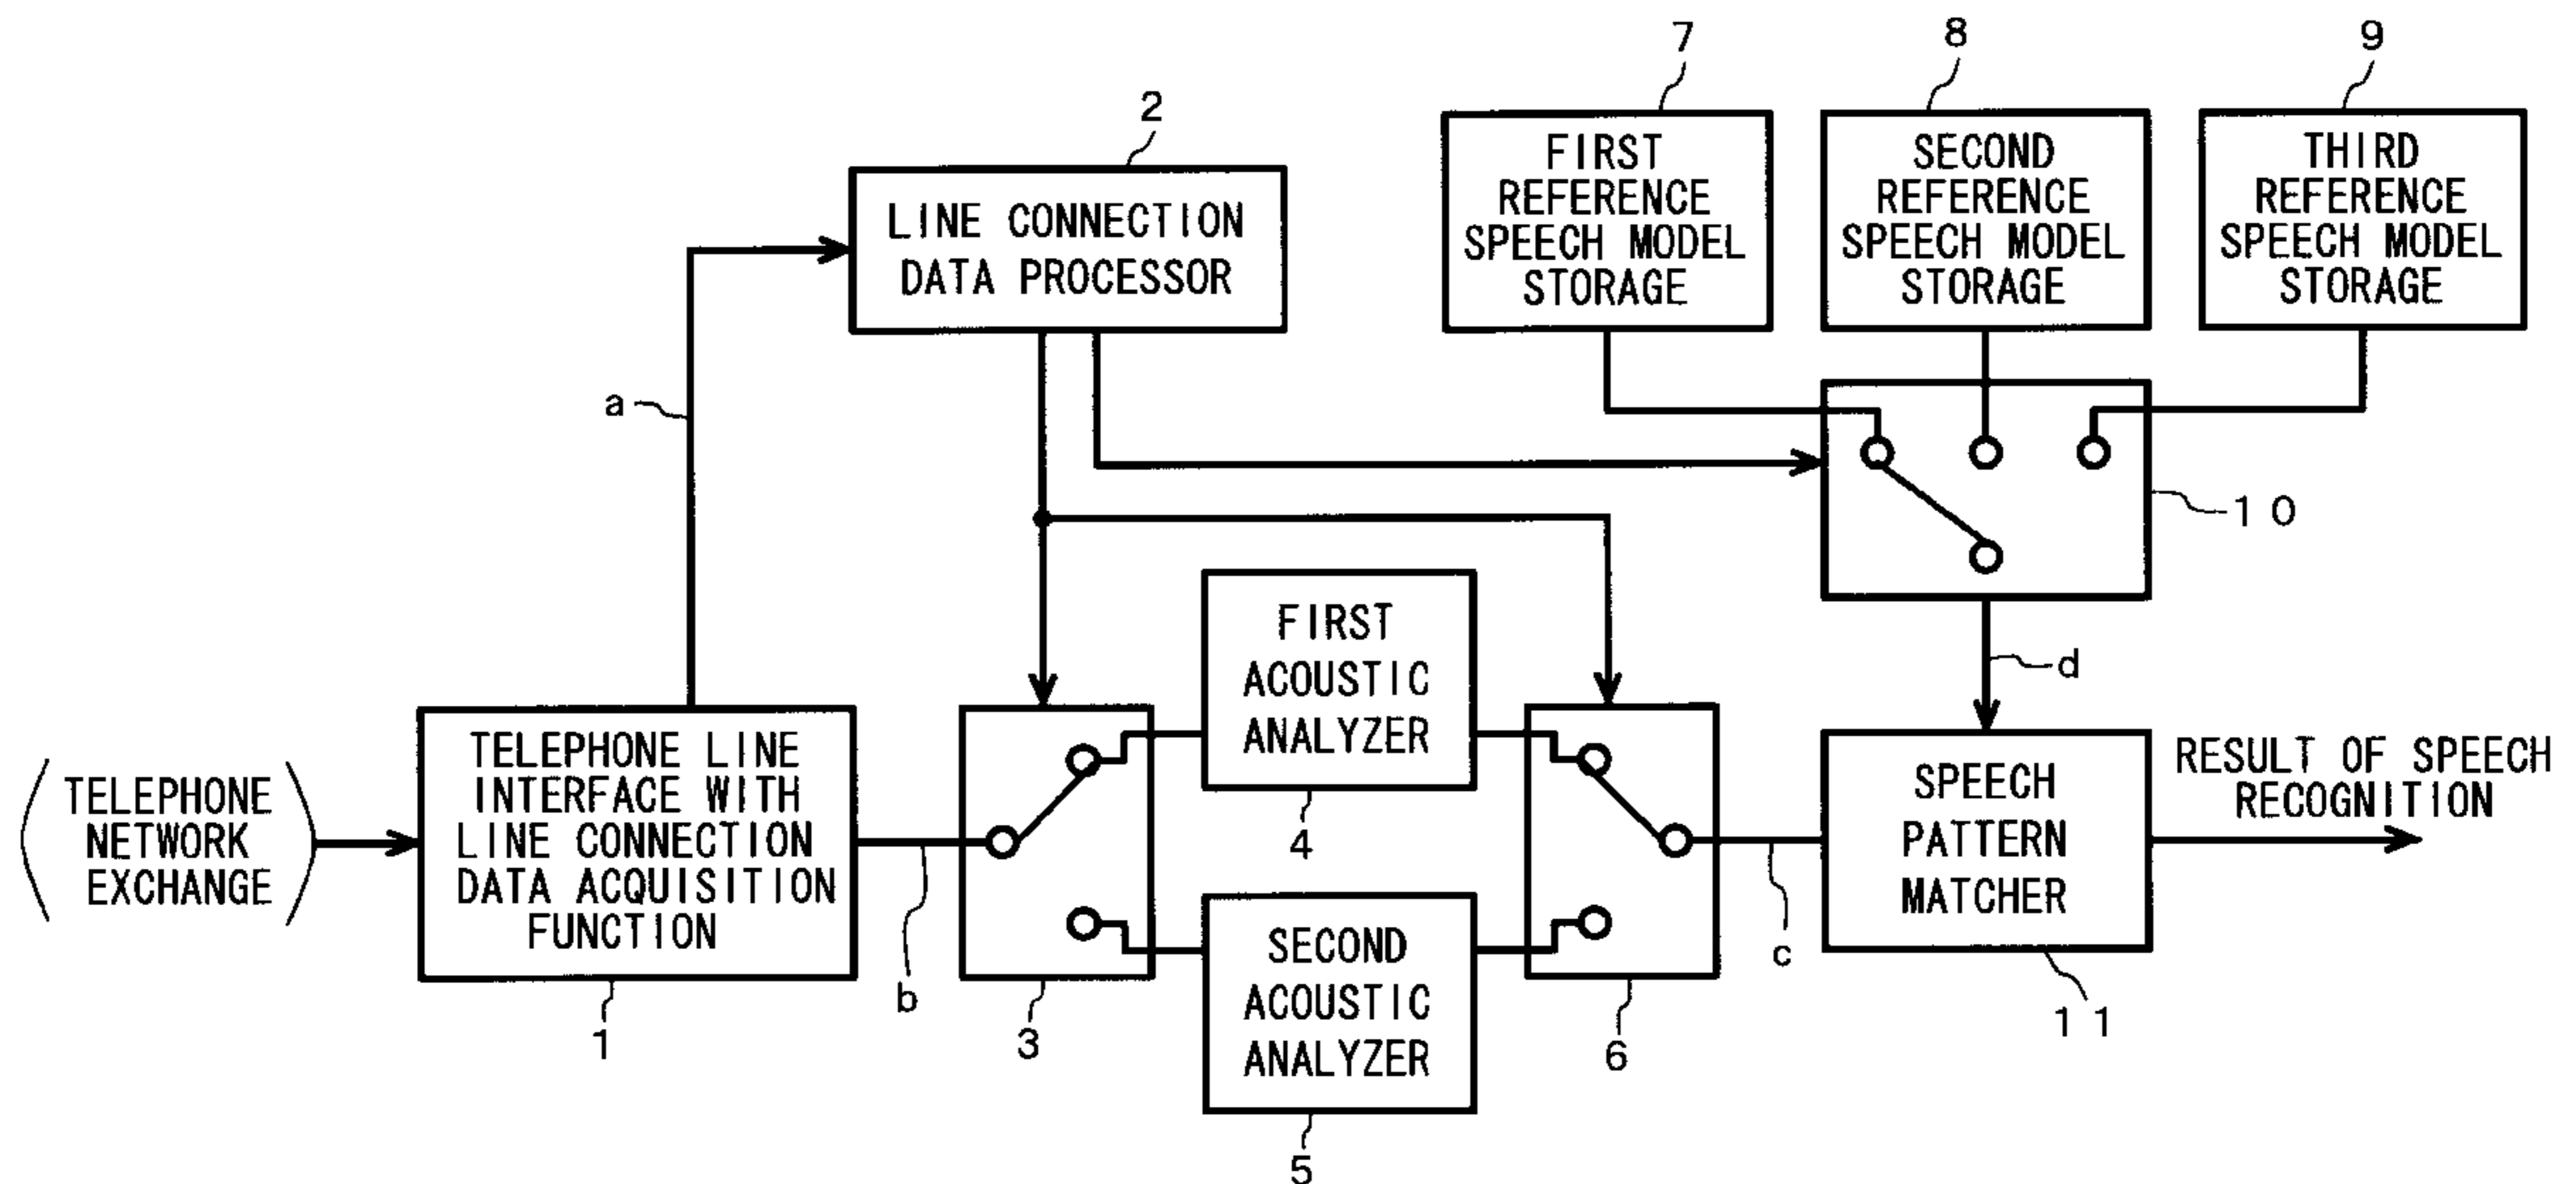 7
8
9
2
FIRST
REFERENCE
SPEECH MODEL
STORAGE
SECOND
REFERENCE
SPEECH MODEL
STORAGE
THIRD
REFERENCE
SPEECH MODEL
STORAGE
LINE CONNECTION
DATA PROCESSOR
a
10
d
FIRST
ACOUSTIC
ANALYZER
4
TELEPHONE
NETWORK
EXCHANGE
TELEPHONE LINE
INTERFACE WITH
LINE CONNECTION
DATA ACQUISITION
FUNCTION
1
b
3
SECOND
ACOUSTIC
ANALYZER
5
6
c
SPEECH
PATTERN
MATCHER
11
RESULT OF SPEECH
RECOGNITION